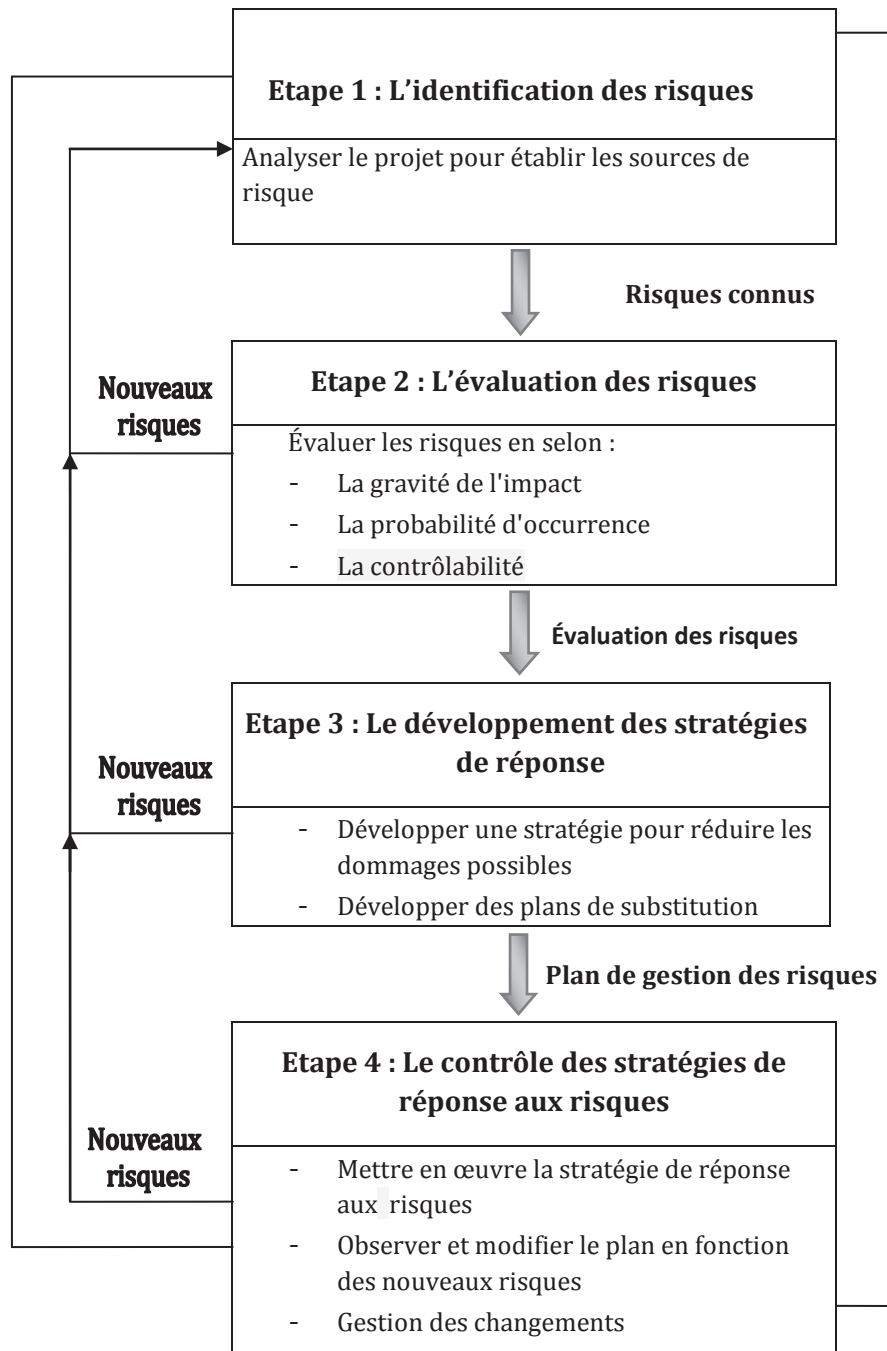 Etape 1 : L’identification des risques
Analyser le projet pour établir les sources de
risque
Risques connus
Etape 2 : L’évaluation des risques
Nouveaux
risques
Évaluer les risques en selon :
- La gravité de l'impact
- La probabilité d'occurrence
- La contrôlabilité
Évaluation des risques
Etape 3 : Le développement des stratégies
de réponse
Nouveaux
risques
- Développer une stratégie pour réduire les
dommages possibles
- Développer des plans de substitution
Plan de gestion des risques
Etape 4 : Le contrôle des stratégies de
réponse aux risques
Nouveaux
risques
- Mettre en œuvre la stratégie de réponse
aux risques
- Observer et modifier le plan en fonction
des nouveaux risques
- Gestion des changements